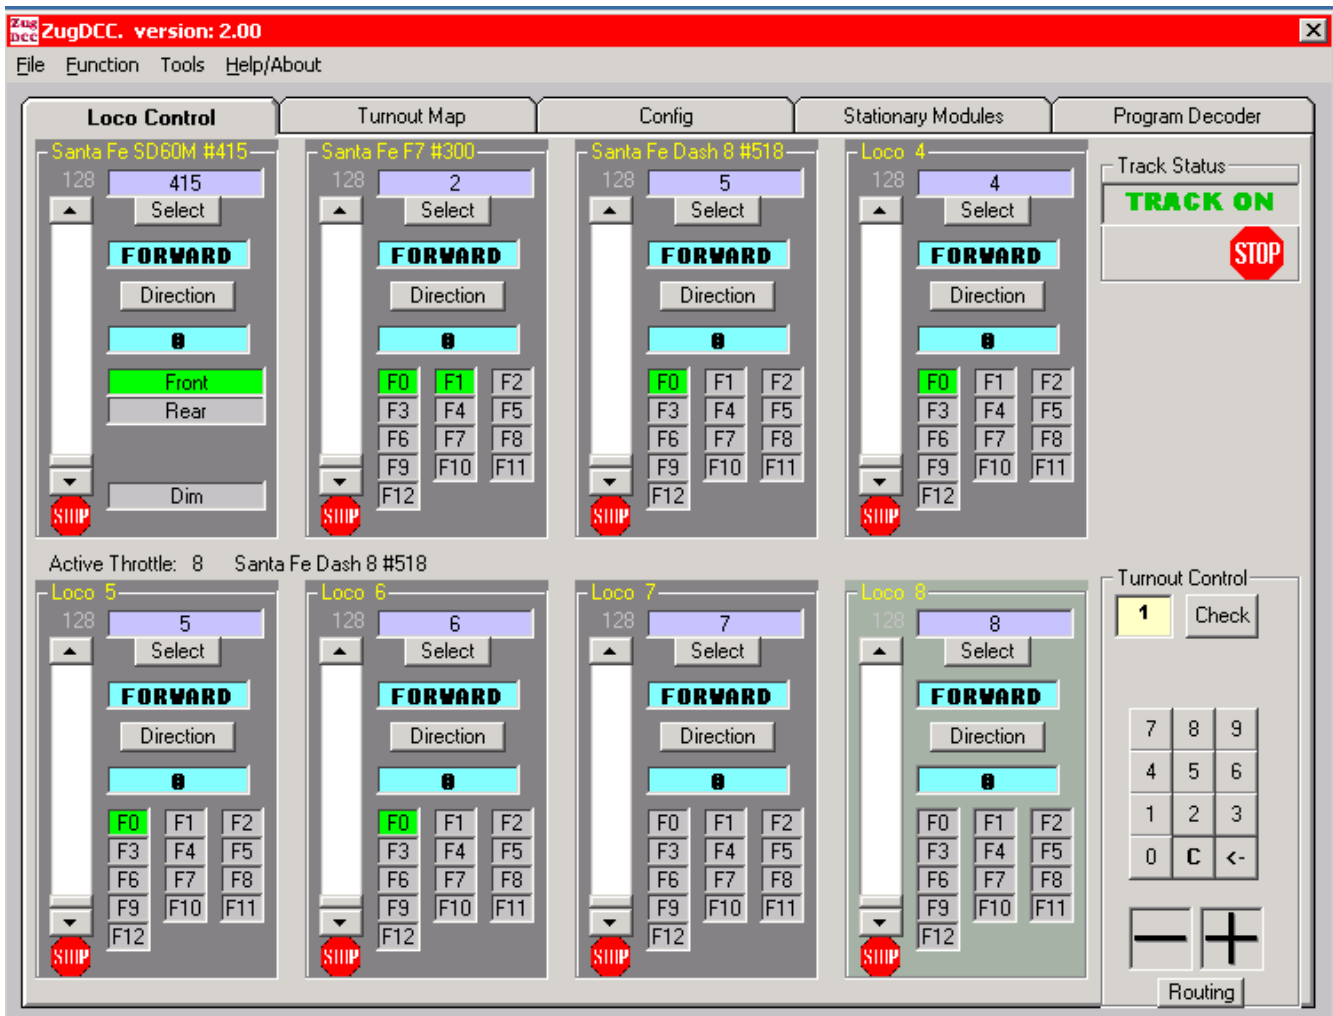 Zug DCC ZugDCC. version: 2.00
File Function Tools Help/About
Loco Control Turnout Map Config Stationary Modules Program Decoder
Santa Fe SD60M #415 Santa Fe F7 #300 Santa Fe Dash 8 #518 Loco 4 Track Status
128 415 128 2 128 5 128 4
Select Select Select Select TRACK ON
FORWARD FORWARD FORWARD FORWARD STOP
Direction Direction Direction Direction
0 0 0 0
Front F0 F1 F2 F0 F1 F2 F0 F1 F2
Rear F3 F4 F5 F3 F4 F5 F3 F4 F5
F6 F7 F8 F6 F7 F8 F6 F7 F8
F9 F10 F11 F9 F10 F11 F9 F10 F11
Dim F12 F12 F12
STOP STOP STOP STOP
Active Throttle: 8 Santa Fe Dash 8 #518
Loco 5 Loco 6 Loco 7 Loco 8 Turnout Control
128 5 128 6 128 7 128 8 1 Check
Select Select Select Select
FORWARD FORWARD FORWARD FORWARD
Direction Direction Direction Direction 7 8 9
0 0 0 0 4 5 6
F0 F1 F2 F0 F1 F2 F0 F1 F2 F0 F1 F2 1 2 3
F3 F4 F5 F3 F4 F5 F3 F4 F5 F3 F4 F5 0 C <-
F6 F7 F8 F6 F7 F8 F6 F7 F8 F6 F7 F8
F9 F10 F11 F9 F10 F11 F9 F10 F11 F9 F10 F11
F12 F12 F12 F12 — +
STOP STOP STOP STOP
Routing